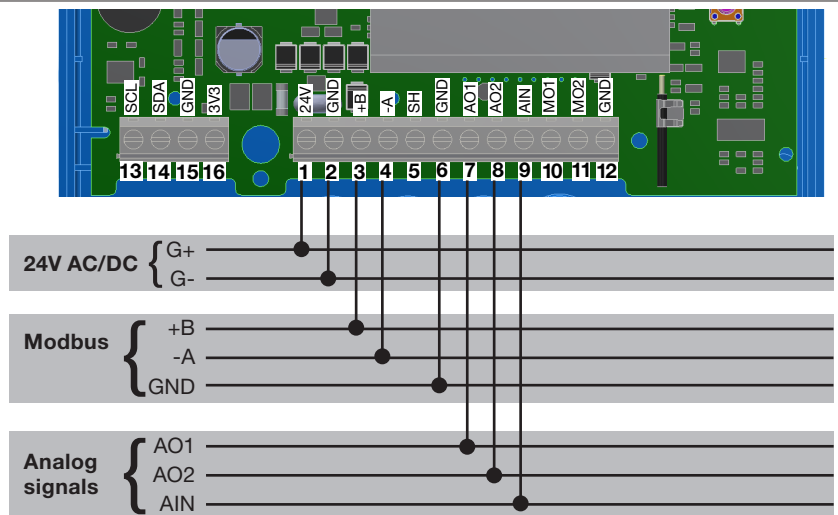 SCL SDA GND 3V3 24V GND +B -A SH GND AO1 AO2 AIN MO1 MO2 GND
13 14 15 16 1 2 3 4 5 6 7 8 9 10 11 12
24V AC/DC { G+
G-
Modbus { +B
-A
GND
Analog signals { AO1
AO2
AIN